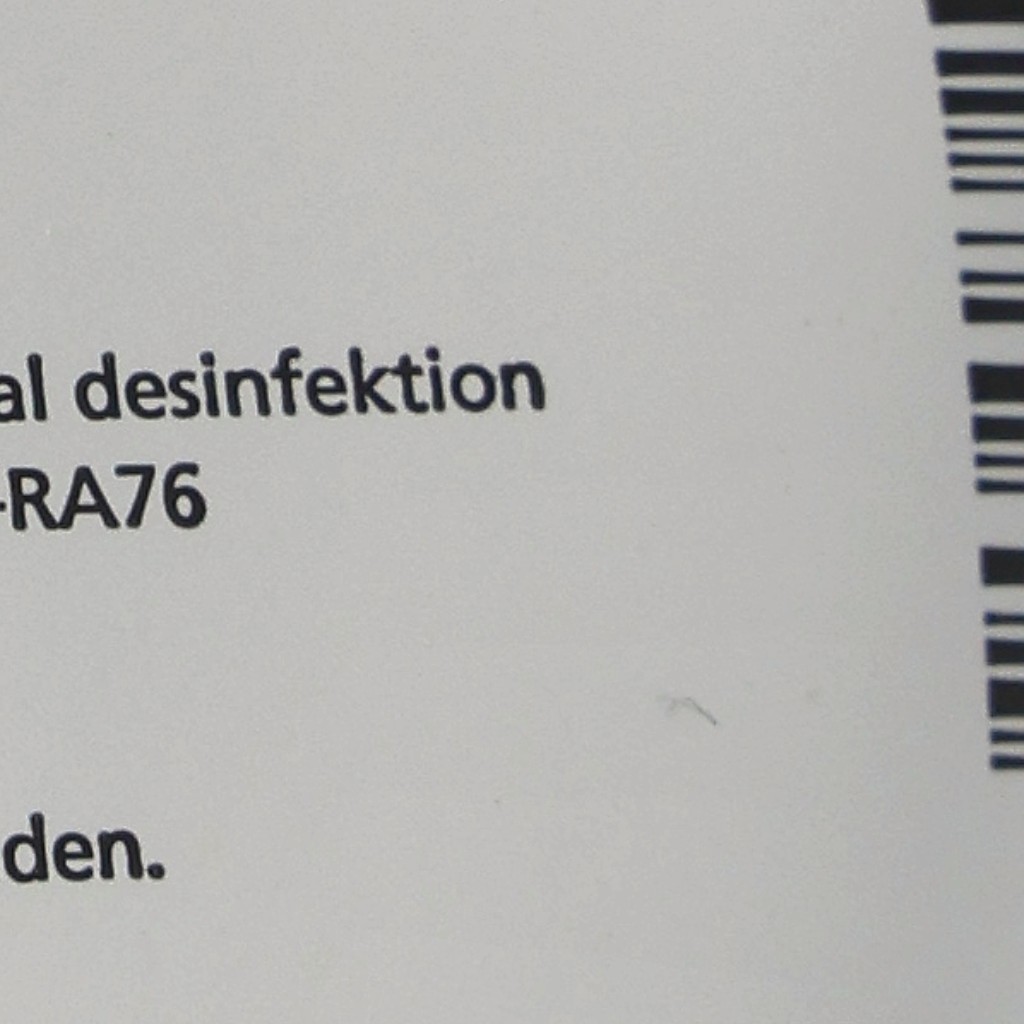 al desinfektion
-RA76
den.